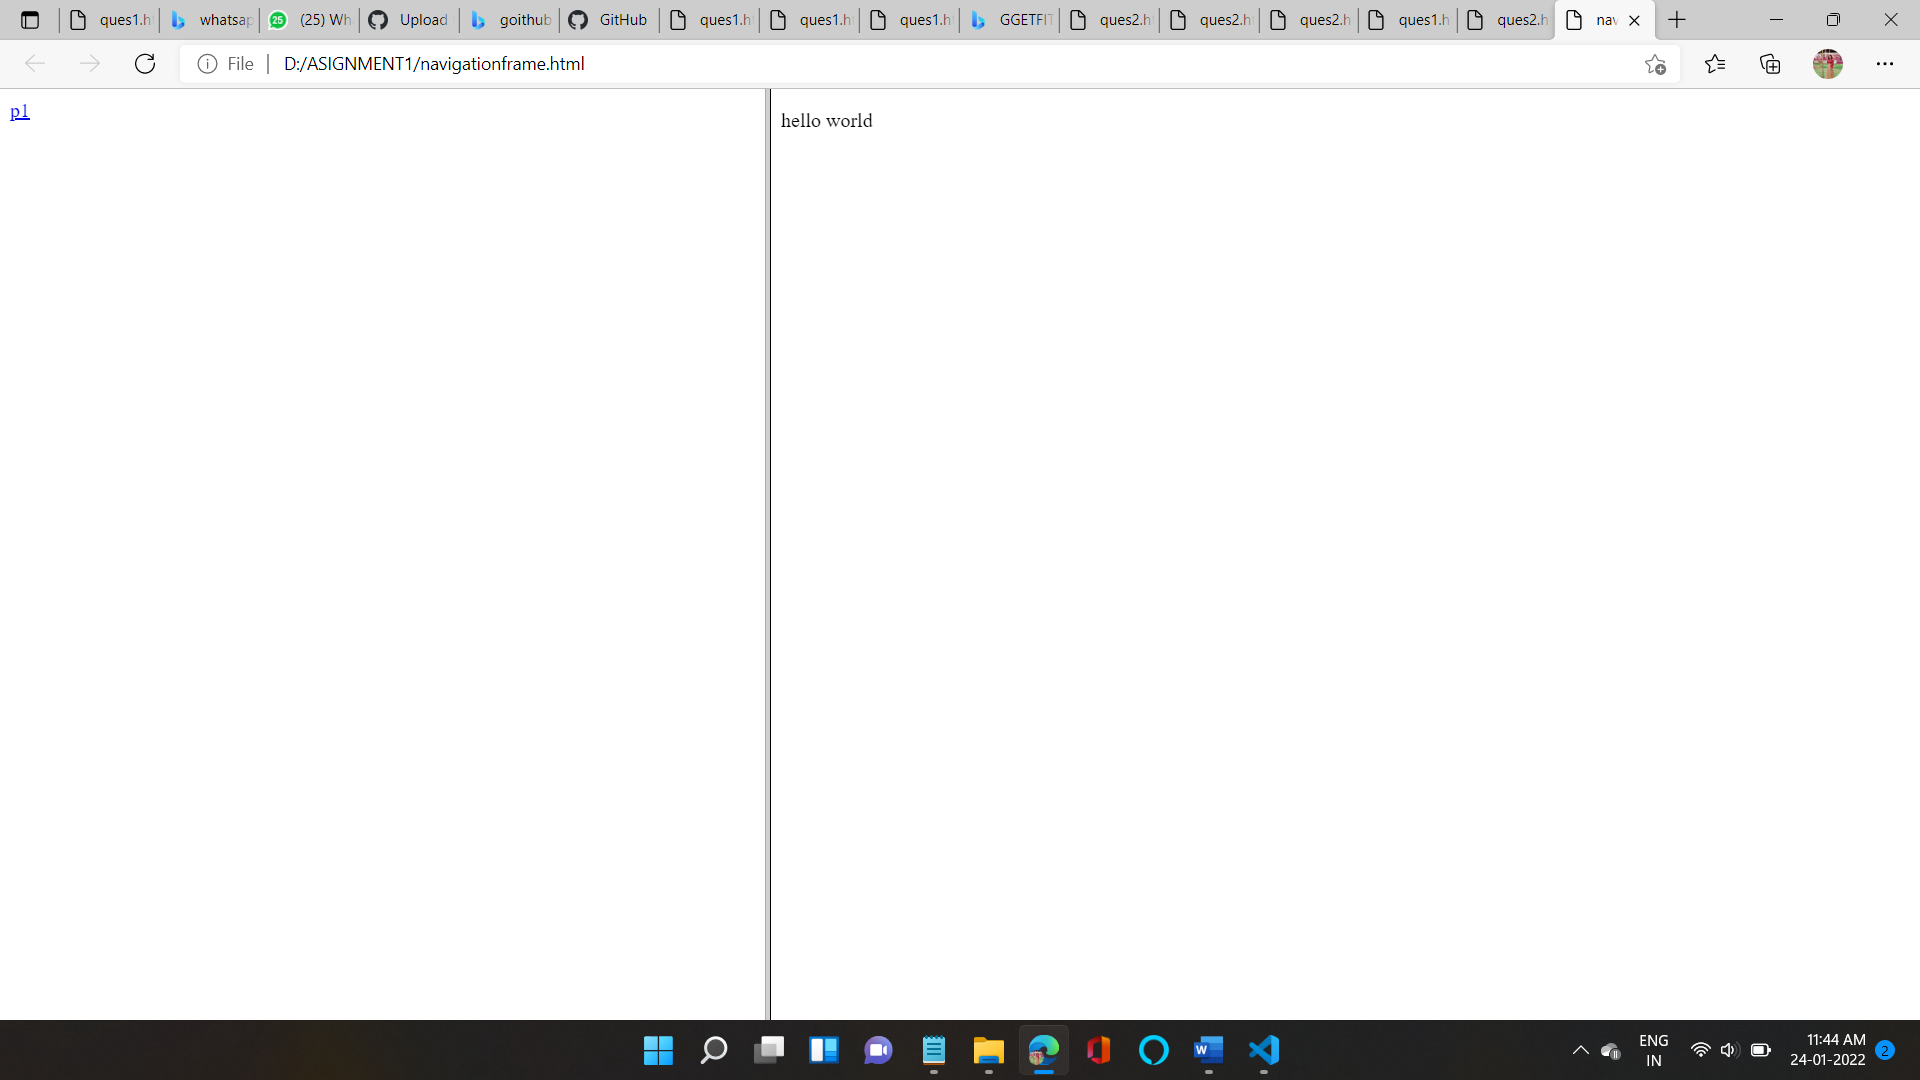 ques1.h
whatsap
25
(25) Wh
Upload
goithub
GitHub
ques1.h
ques1.h
ques1.h
GGETFIT
ques2.h
ques2.h
ques2.h
ques1.h
ques2.h
nav
File
D:/ASIGNMENT1/navigationframe.html
p1
hello world
W
ENG
IN
11:44 AM
24-01-2022
2